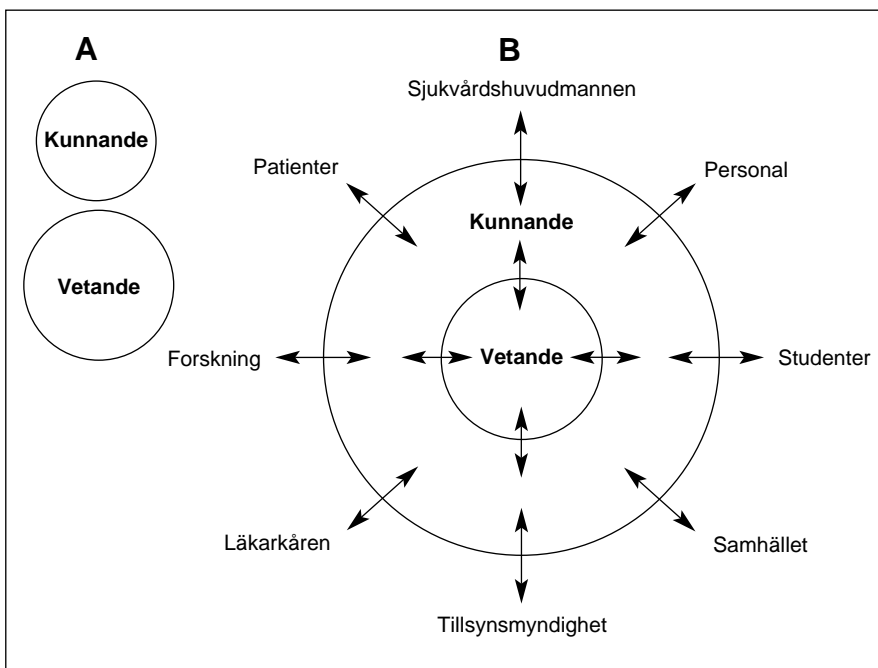 A
Kunnande
Vetande
B
Sjukvårdshuvudmannen
Patienter
Personal
Kunnande
Forskning
Vetande
Studenter
Läkarkåren
Samhället
Tillsynsmyndighet